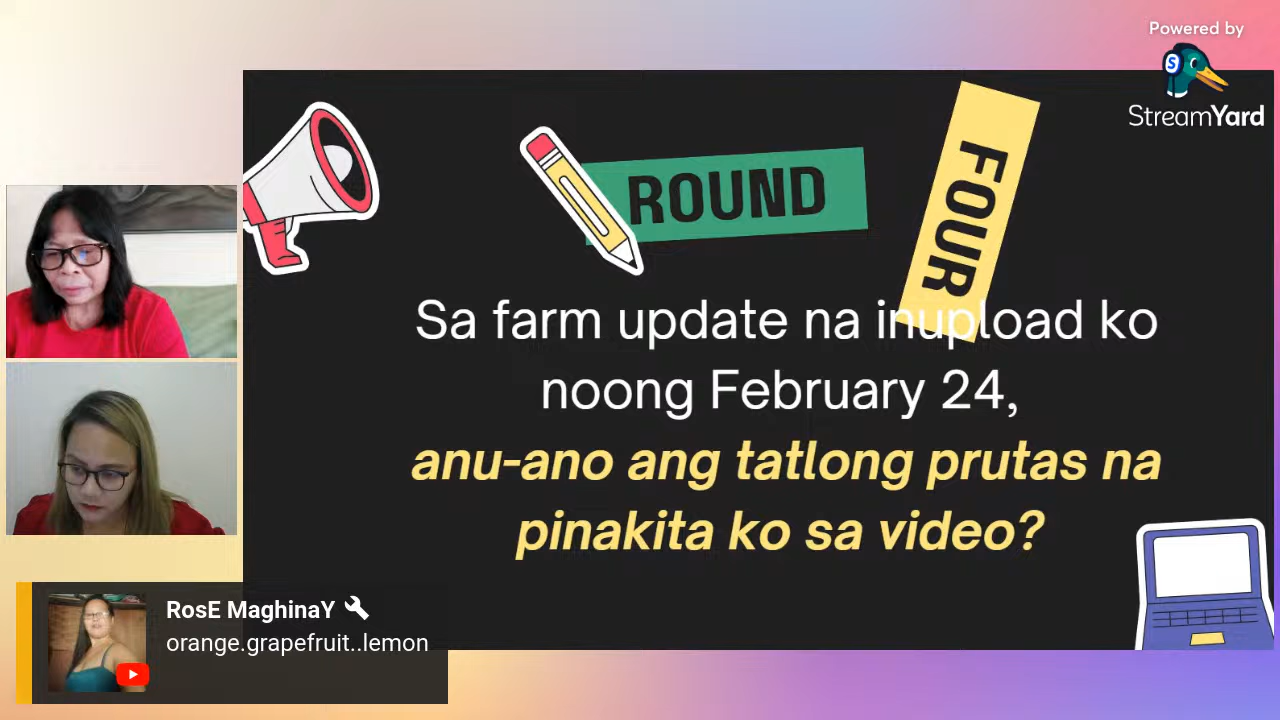 Powered by
StreamYard
ROUND
FOUR
Sa farm update na inupload ko
noong February 24,
anu-ano ang tatlong prutas na
pinakita ko sa video?
RosE MaghinaY
orange.grapefruit..lemon